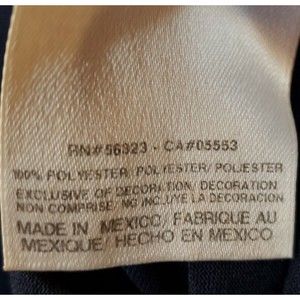 RN#56323 - CA#05553
100% POLYESTER/ POLYESTER/ POLIESTER
EXCLUSIVE OF DECORATION/ DECORATION
NON COMPRISE/ NO INCLUYE LA DECORACION
MADE IN MEXICO/ FABRIQUE AU
MEXIQUE/ HECHO EN MEXICO